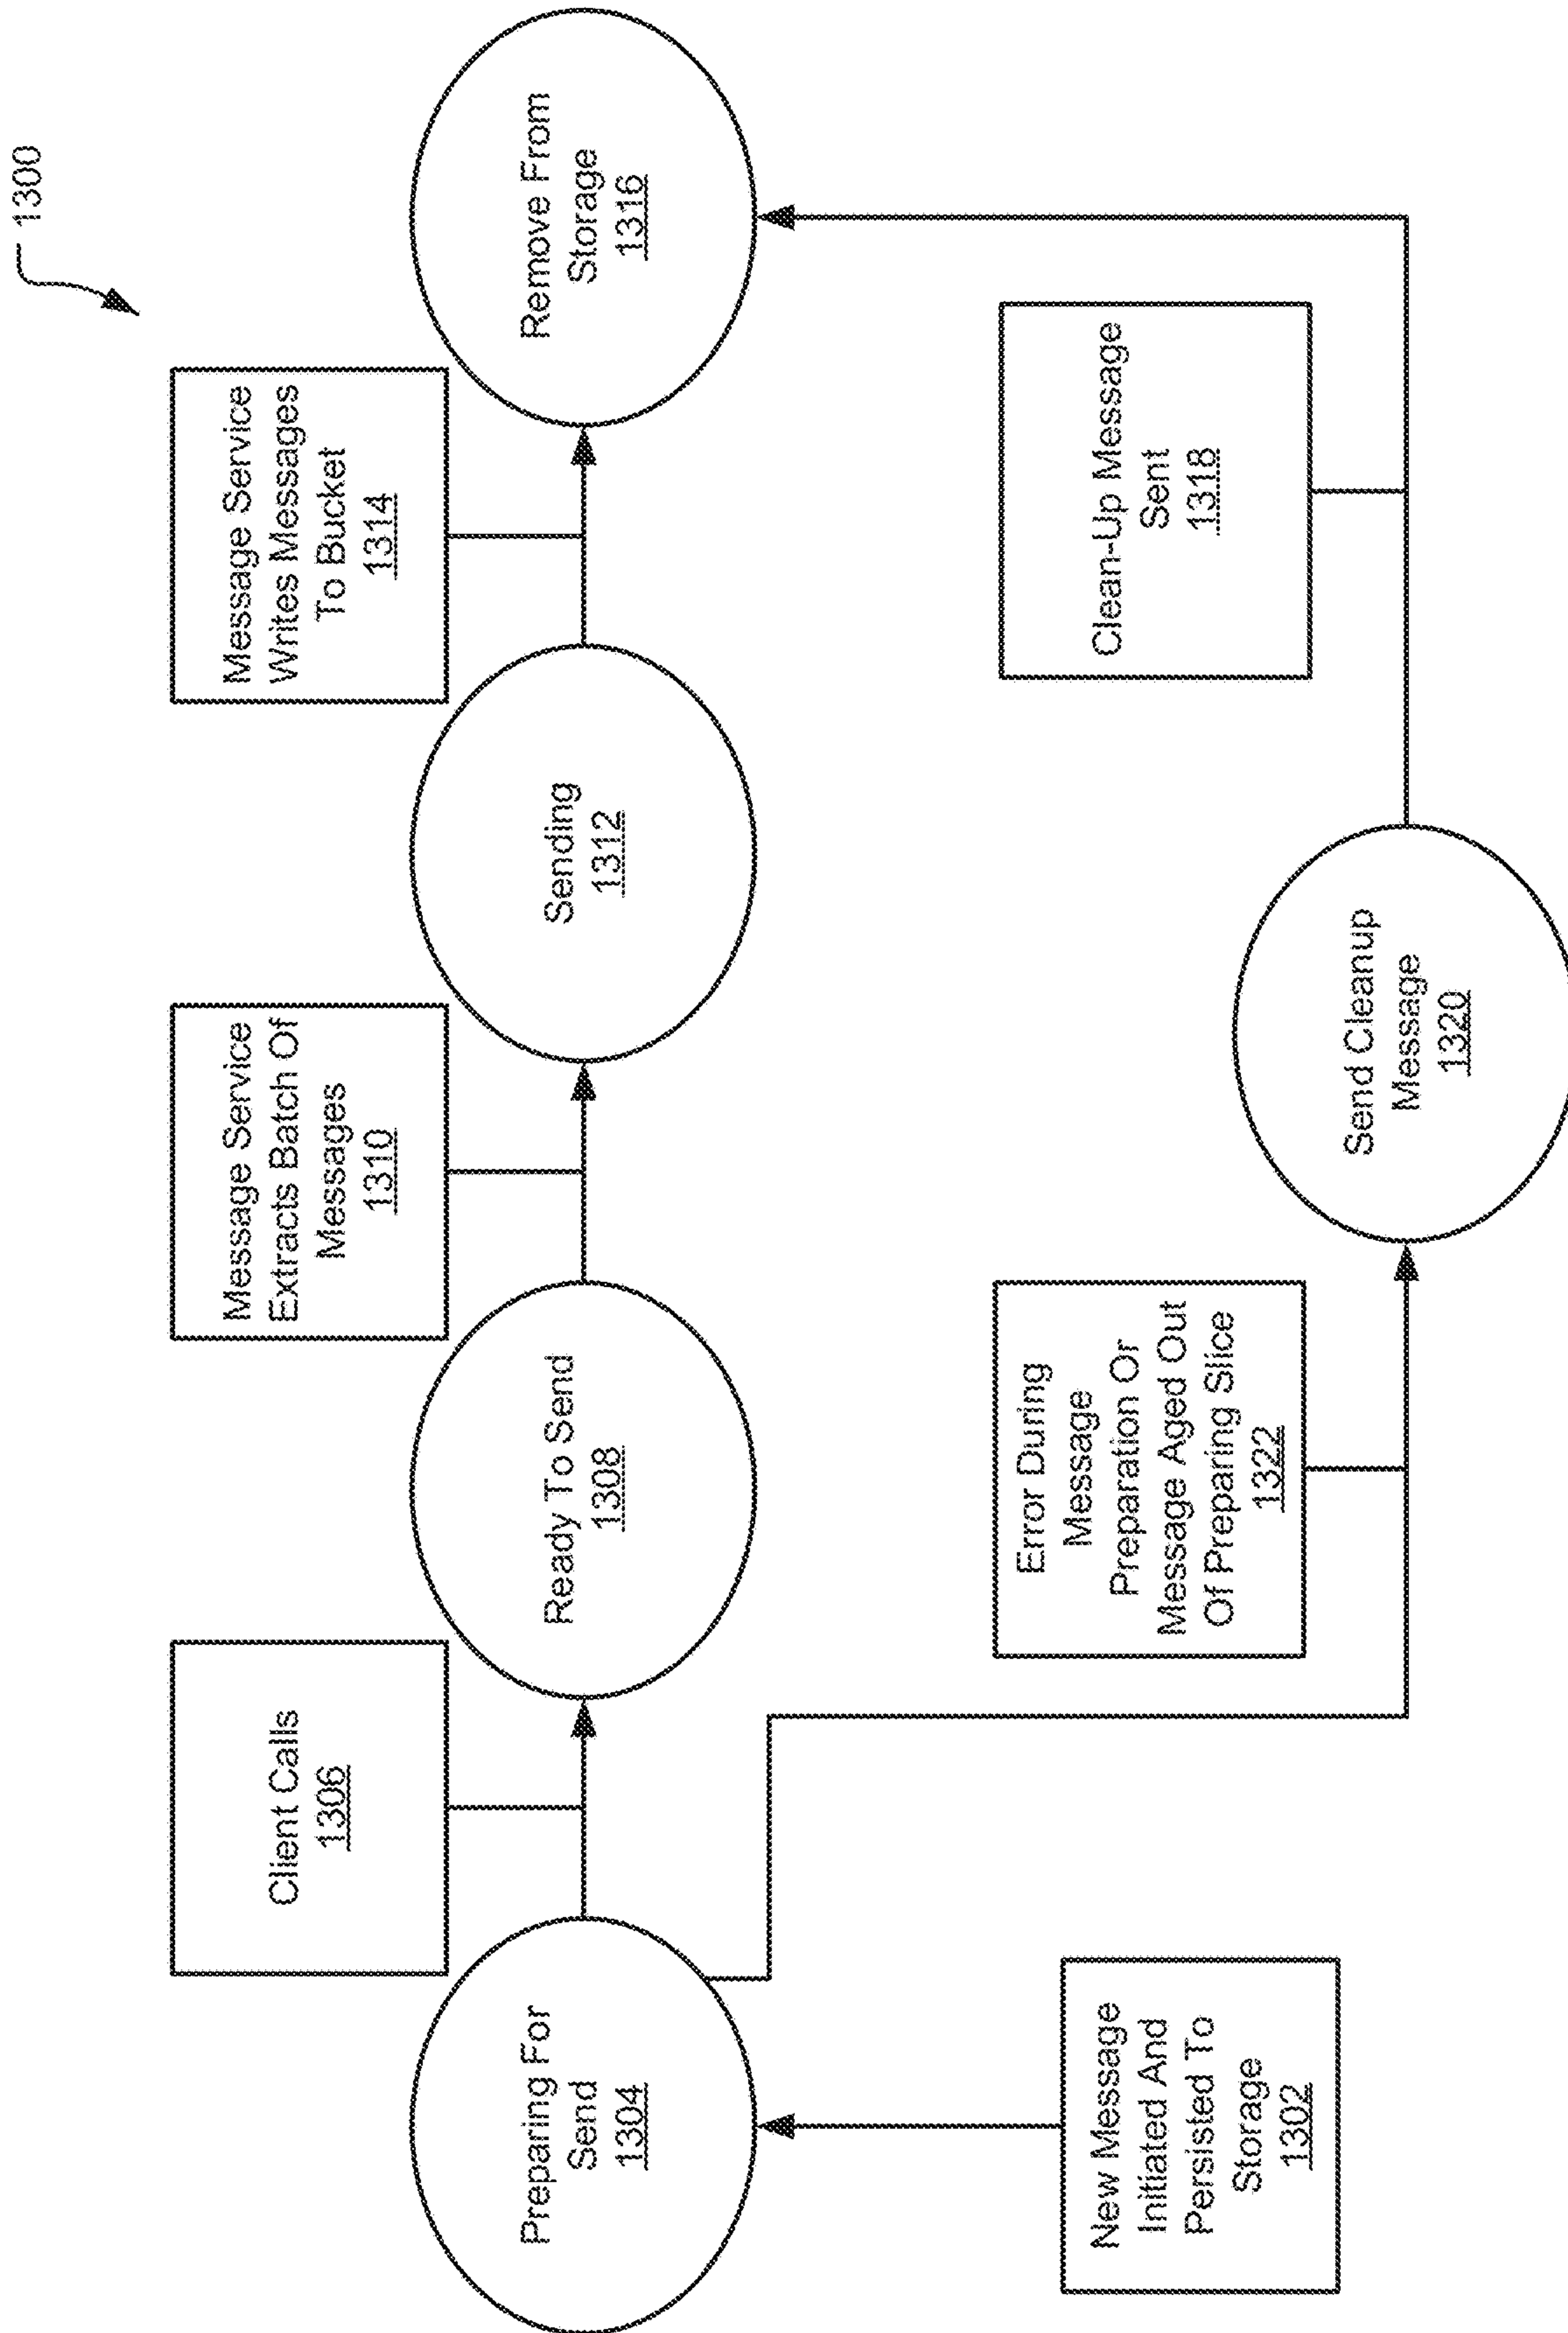 1300
Client Calls
1306
Message Service
Extracts Batch Of
Messages
1310
Message Service
Writes Messages
To Bucket
1314
Preparing For
Send
1304
Ready To Send
1308
Sending
1312
Remove From
Storage
1316
New Message
Initiated And
Persisted To
Storage
1302
Error During
Message
Preparation Or
Message Aged Out
Of Preparing Slice
1322
Clean-Up Message
Sent
1318
Send Cleanup
Message
1320